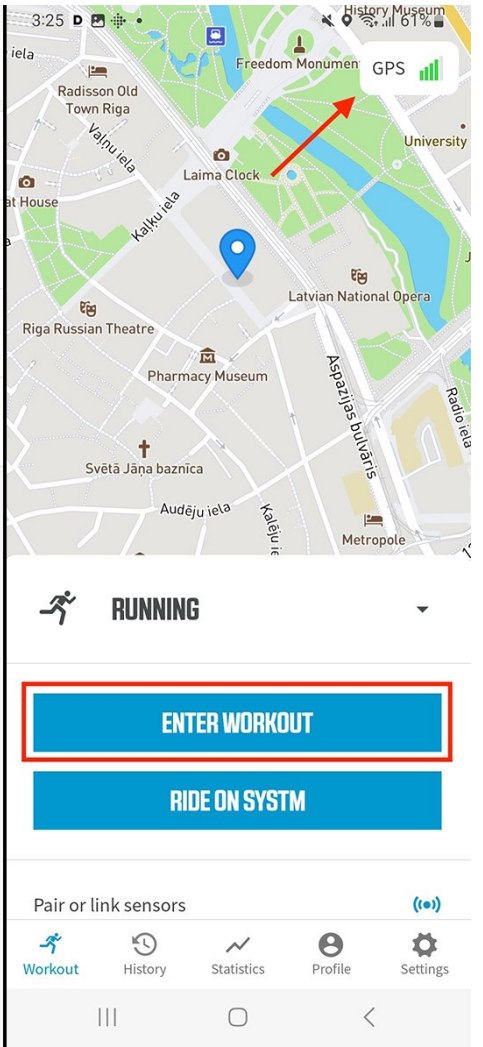 History Museum
3:25 D 61%
iela
Freedom Monumen
GPS
Radisson Old
Town Riga
Vaļņu iela
University
Laima Clock
at House
Kaļķu iela
Latvian National Opera
Riga Russian Theatre
Pharmacy Museum
Aspazijas bulvāris
Radio iela
Svētā Jāņa baznīca
Audēju iela
Kalēju ie
Metropole
RUNNING
ENTER WORKOUT
RIDE ON SYSTM
Pair or link sensors
Workout History Statistics Profile Settings